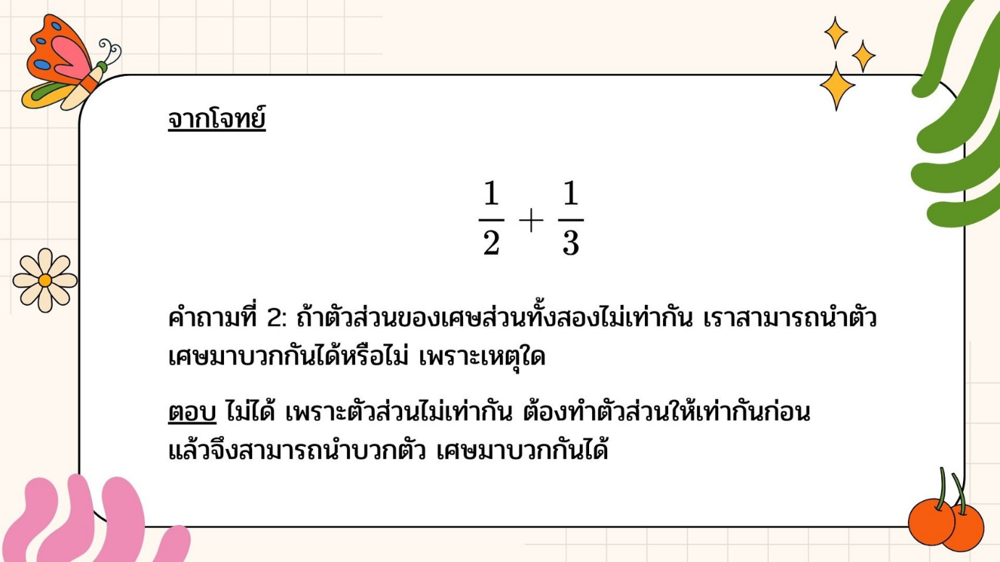 จากโจทย์
1/2 + 1/3
คำถามที่ 2: ถ้าตัวส่วนของเศษส่วนทั้งสองไม่เท่ากัน เราสามารถนำตัว
เศษมาบวกกันได้หรือไม่ เพราะเหตุใด
ตอบ ไม่ได้ เพราะตัวส่วนไม่เท่ากัน ต้องทำตัวส่วนให้เท่ากันก่อน
แล้วจึงสามารถนำบวกตัว เศษมาบวกกันได้